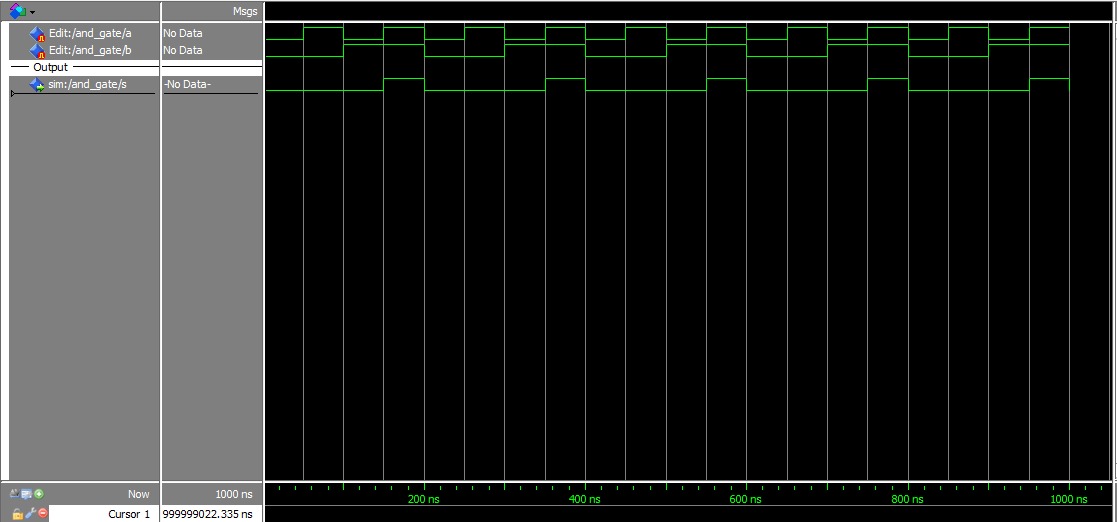 Msgs
Edit:/and_gate/a No Data
Edit:/and_gate/b No Data
Output
sim:/and_gate/s -No Data-
Now 1000 ns 200 ns 400 ns 600 ns 800 ns 1000 ns
Cursor 1 999999022.335 ns